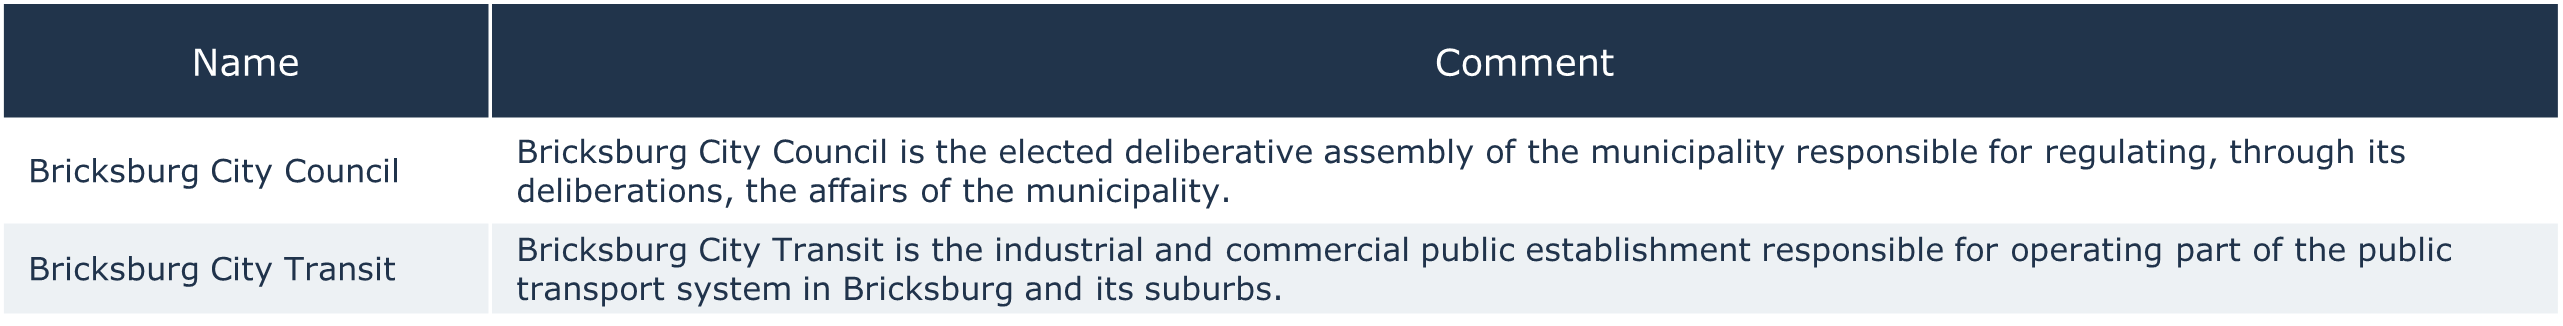 Name
Comment
Bricksburg City Council
Bricksburg City Council is the elected deliberative assembly of the municipality responsible for regulating, through its
deliberations, the affairs of the municipality.
Bricksburg City Transit
Bricksburg City Transit is the industrial and commercial public establishment responsible for operating part of the public
transport system in Bricksburg and its suburbs.